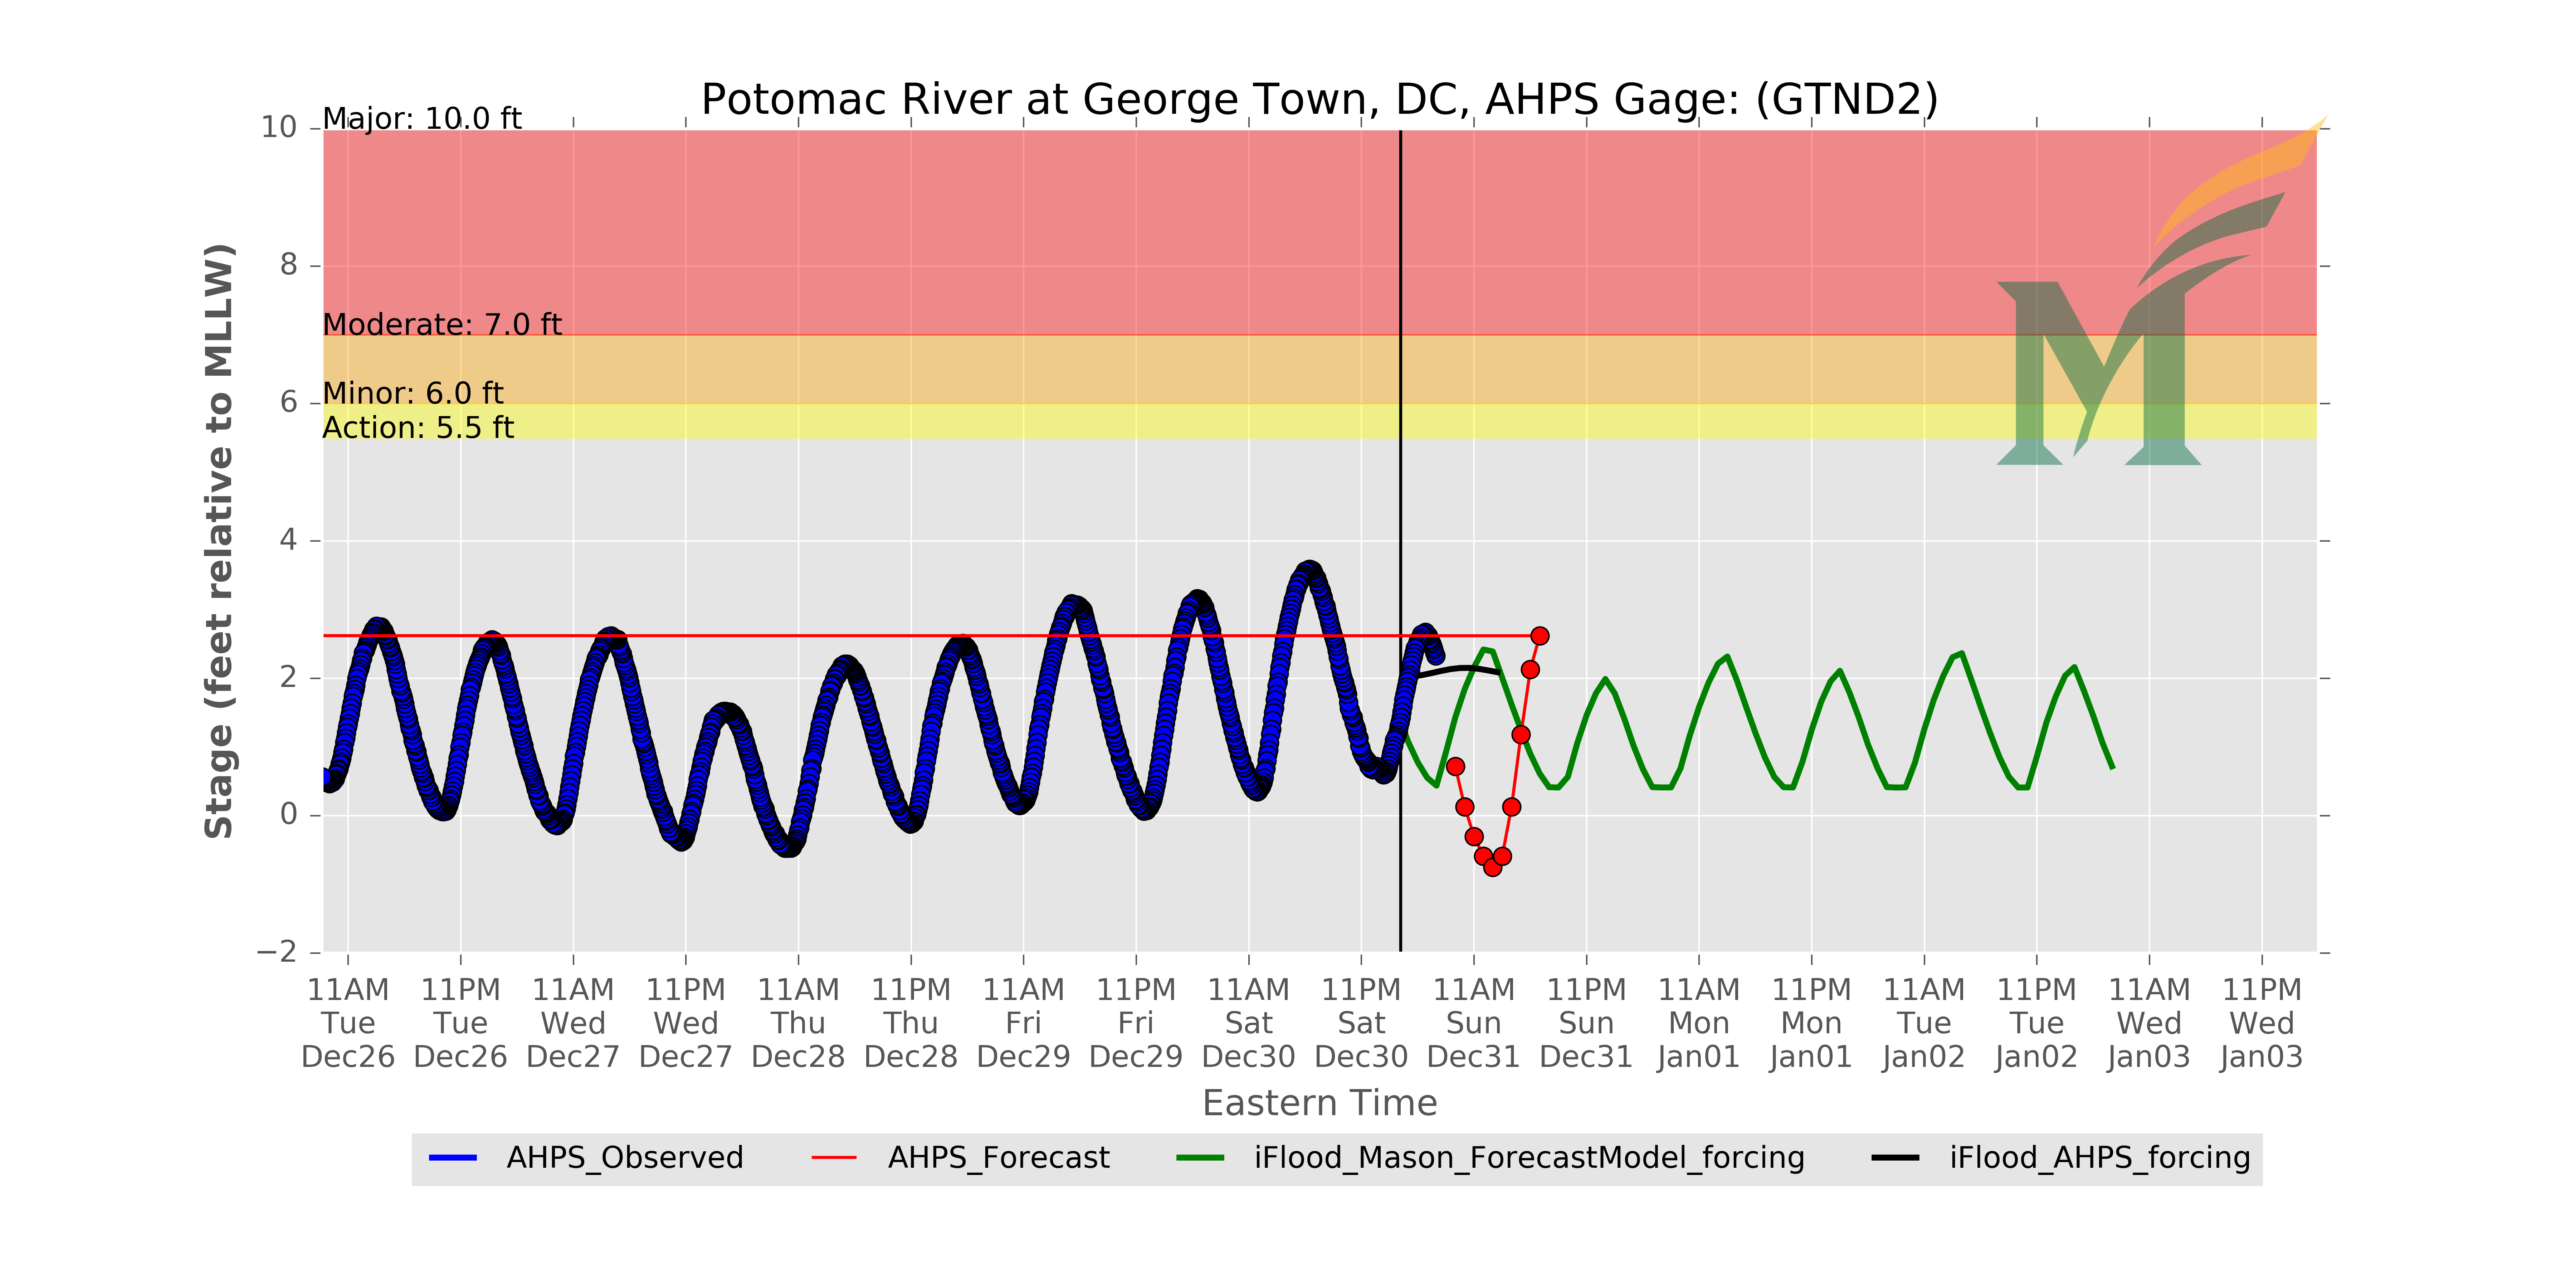 Potomac River at George Town, DC, AHPS Gage: (GTND2)
Major: 10.0 ft
Moderate: 7.0 ft
Minor: 6.0 ft
Action: 5.5 ft
Stage (feet relative to MLLW)
10
8
6
4
2
0
−2
11AM 11PM 11AM 11PM 11AM 11PM 11AM 11PM 11AM 11PM 11AM 11PM 11AM 11PM 11AM 11PM 11AM 11PM
Tue Tue Wed Wed Thu Thu Fri Fri Sat Sat Sun Sun Mon Mon Tue Tue Wed Wed
Dec26 Dec26 Dec27 Dec27 Dec28 Dec28 Dec29 Dec29 Dec30 Dec30 Dec31 Dec31 Jan01 Jan01 Jan02 Jan02 Jan03 Jan03
Eastern Time
AHPS_Observed AHPS_Forecast iFlood_Mason_ForecastModel_forcing iFlood_AHPS_forcing
M